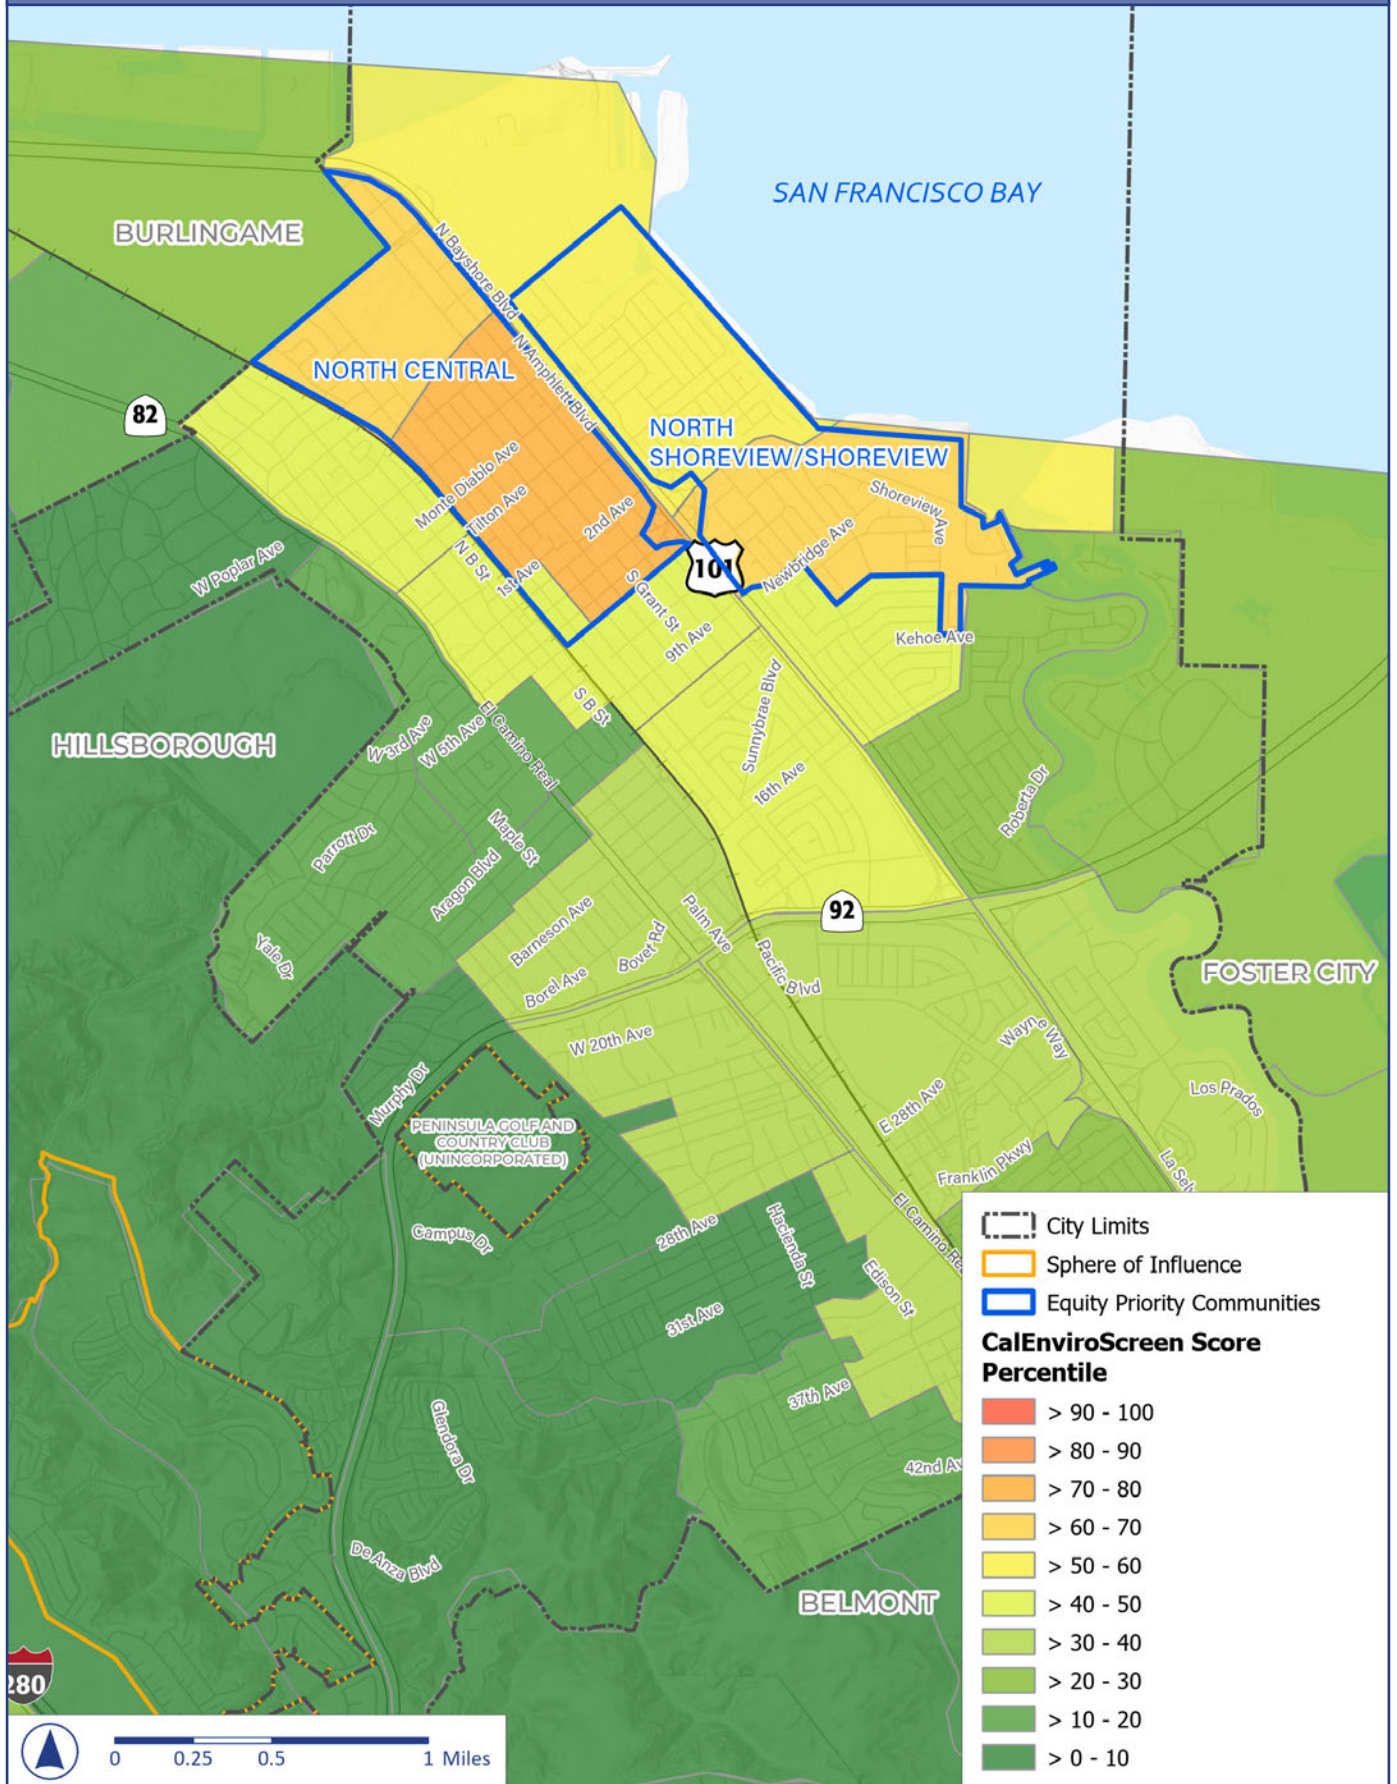 SAN FRANCISCO BAY
BURLINGAME
N Bayshore Blvd
NORTH CENTRAL
N Amphlett Blvd
82
NORTH
SHOREVIEW/SHOREVIEW
Monte Diablo Ave
Tilton Ave
2nd Ave
Shoreview Ave
Newbridge Ave
101
W Poplar Ave
N B St
1st Ave
S Grant St
9th Ave
Kehoe Ave
HILLSBOROUGH
W 3rd Ave
W 5th Ave
El Camino Real
S B St
Sunnybrae Blvd
16th Ave
Roberta Dr
Parrott Dr
Maple St
Aragon Blvd
Yale Dr
Barneson Ave
Borel Ave
Bovet Rd
Palm Ave
Pacific Blvd
92
FOSTER CITY
W 20th Ave
Wayne Way
Los Prados
Murphy Dr
E 28th Ave
PENINSULA GOLF AND
COUNTRY CLUB
(UNINCORPORATED)
Franklin Pkwy
La Selv
Campus Dr
28th Ave
Hacienda St
El Camino Rea
Edison St
31st Ave
37th Ave
Glendora Dr
42nd Av
De Anza Blvd
BELMONT
280
City Limits
Sphere of Influence
Equity Priority Communities
CalEnviroScreen Score
Percentile
> 90 - 100
> 80 - 90
> 70 - 80
> 60 - 70
> 50 - 60
> 40 - 50
> 30 - 40
> 20 - 30
> 10 - 20
> 0 - 10
0 0.25 0.5 1 Miles